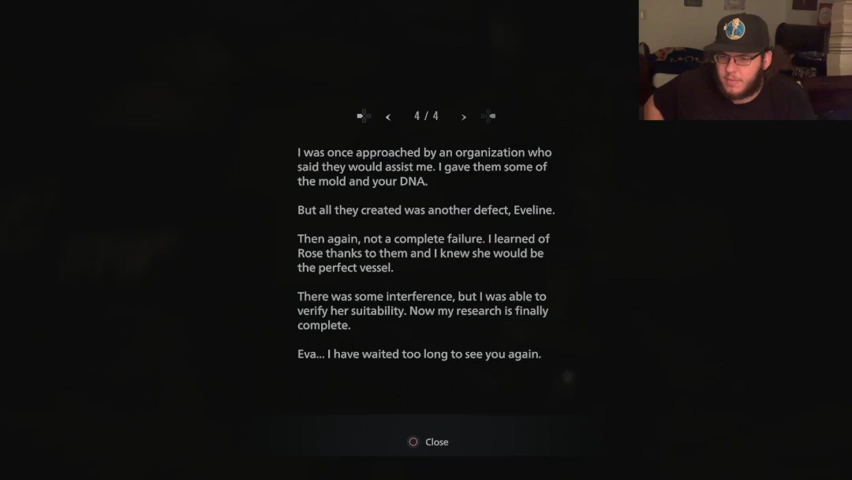 4 / 4
I was once approached by an organization who
said they would assist me. I gave them some of
the mold and your DNA.
But all they created was another defect, Eveline.
Then again, not a complete failure. I learned of
Rose thanks to them and I knew she would be
the perfect vessel.
There was some interference, but I was able to
verify her suitability. Now my research is finally
complete.
Eva... I have waited too long to see you again.
Close